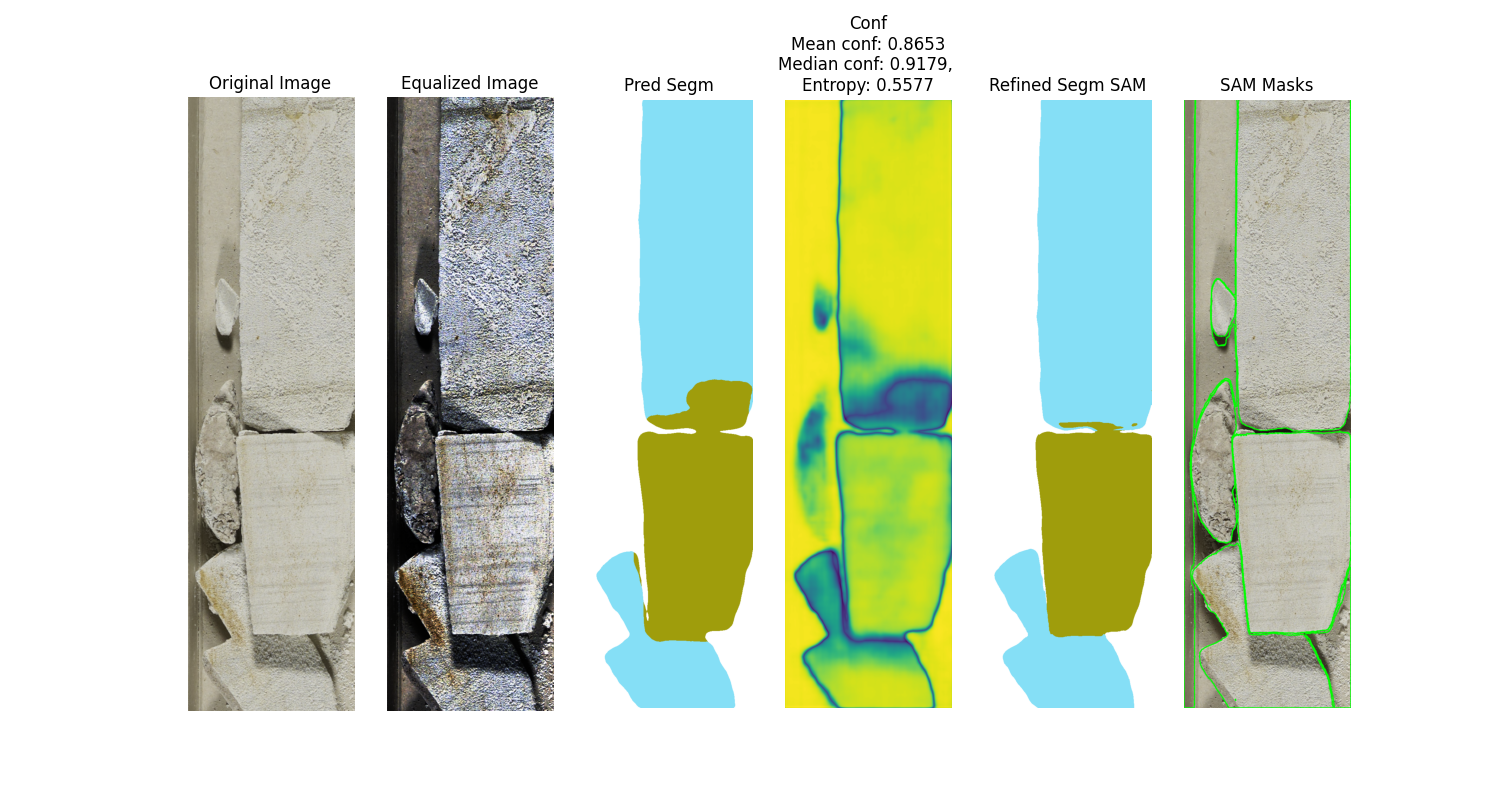 Original Image
Equalized Image
Pred Segm
Conf
Mean conf: 0.8653
Median conf: 0.9179,
Entropy: 0.5577
Refined Segm SAM
SAM Masks